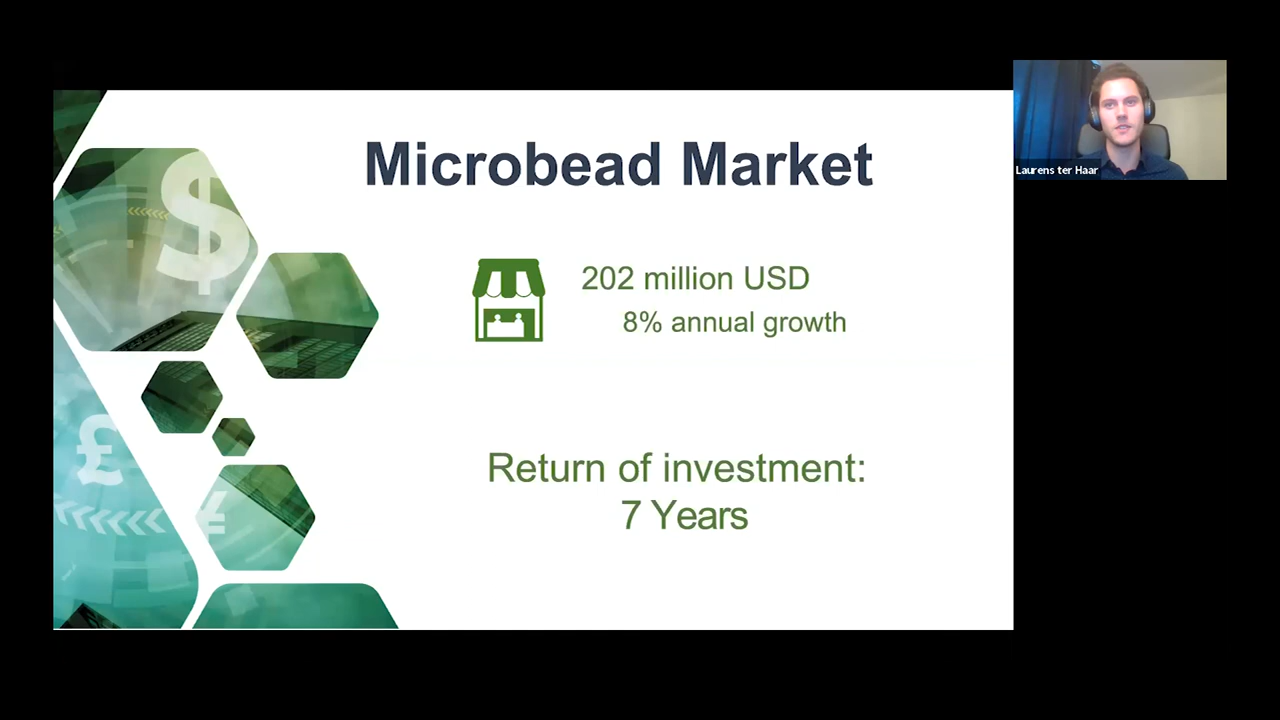 Microbead Market
202 million USD
8% annual growth
Return of investment:
7 Years
Laurens ter Haar
$
£
¥